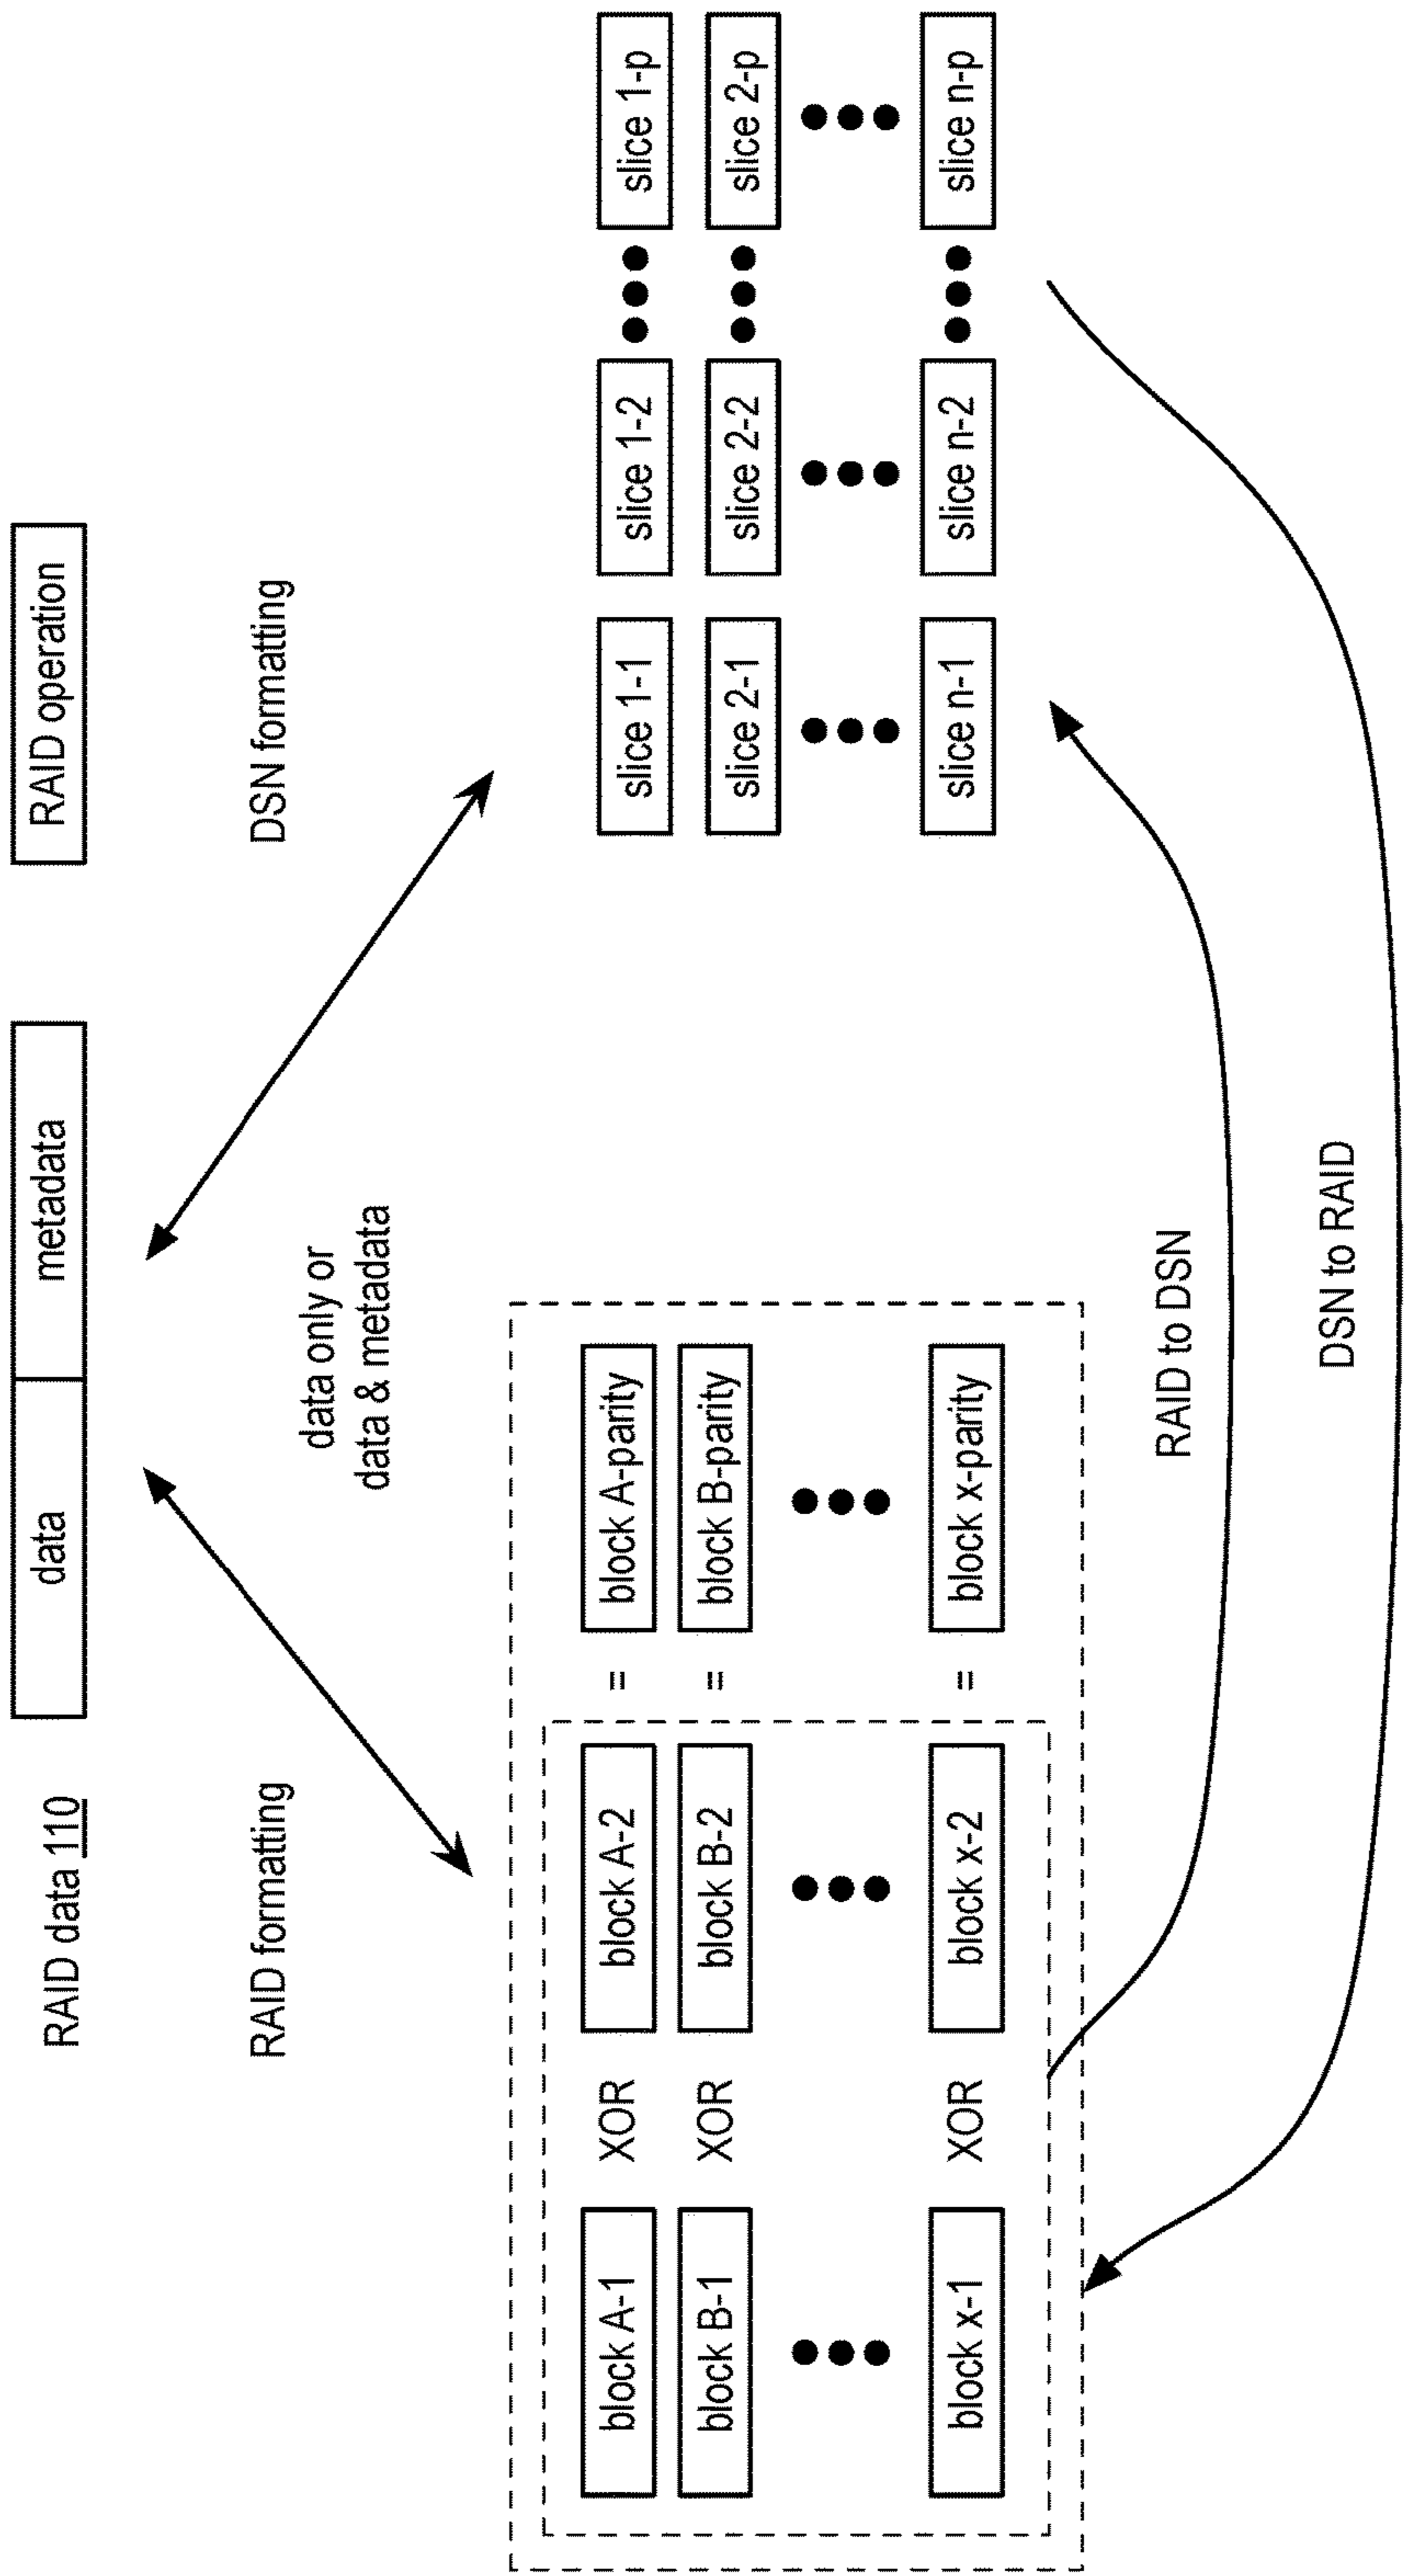 RAID data 110
data
metadata
RAID operation
RAID formatting
DSN formatting
data only or
data & metadata
block A-1 XOR block A-2 = block A-parity
block B-1 XOR block B-2 = block B-parity
block x-1 XOR block x-2 = block x-parity
slice 1-1 slice 1-2 slice 1-p
slice 2-1 slice 2-2 slice 2-p
slice n-1 slice n-2 slice n-p
RAID to DSN
DSN to RAID